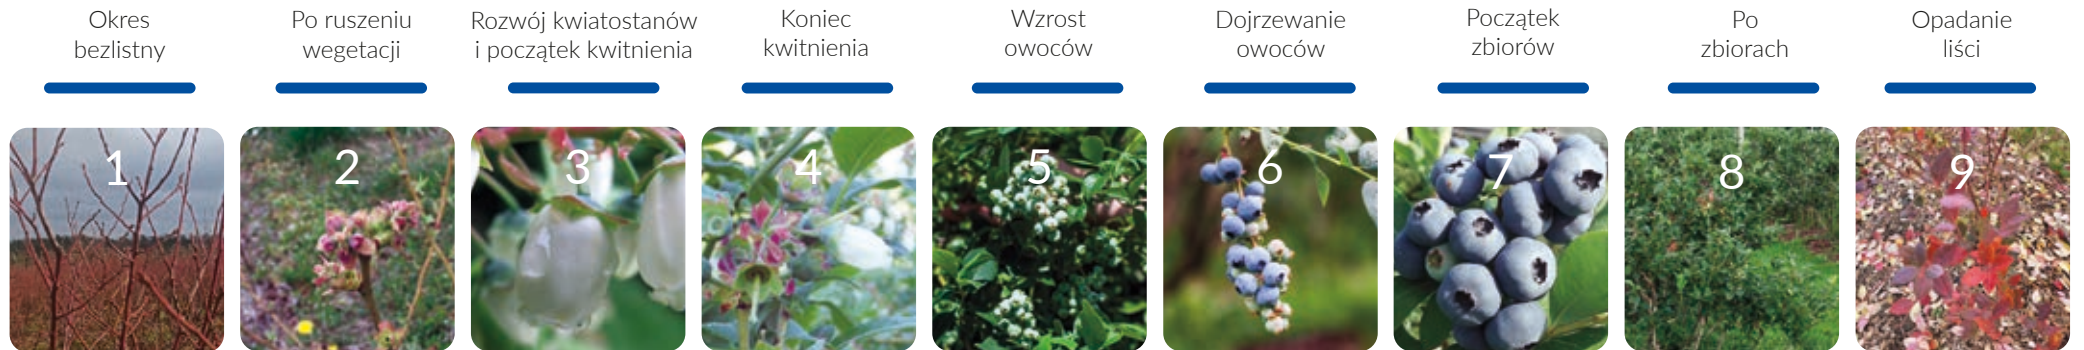 Okres
bezlistny
Po ruszeniu
wegetacji
Rozwój kwiatostanów
i początek kwitnienia
Koniec
kwitnienia
Wzrost
owoców
Dojrzewanie
owoców
Początek
zbiorów
Po
zbiorach
Opadanie
liści
1
2
3
4
5
6
7
8
9